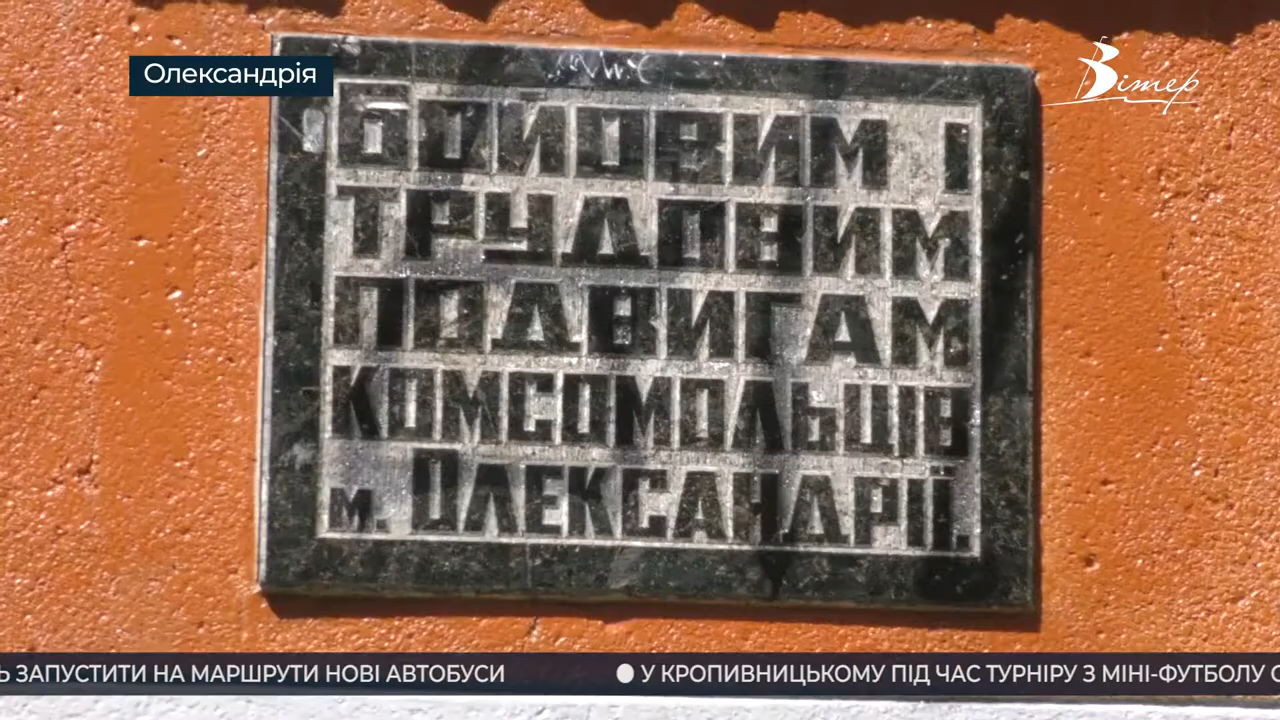 Олександрія
Вітер
БОЙОВИМ І
ТРУДОВИМ
ПОДВИГАМ
КОМСОМОЛЬЦІВ
м. ОЛЕКСАНДРІЇ.
Ь ЗАПУСТИТИ НА МАРШРУТИ НОВІ АВТОБУСИ
У КРОПИВНИЦЬКОМУ ПІД ЧАС ТУРНІРУ З МІНІ-ФУТБОЛУ